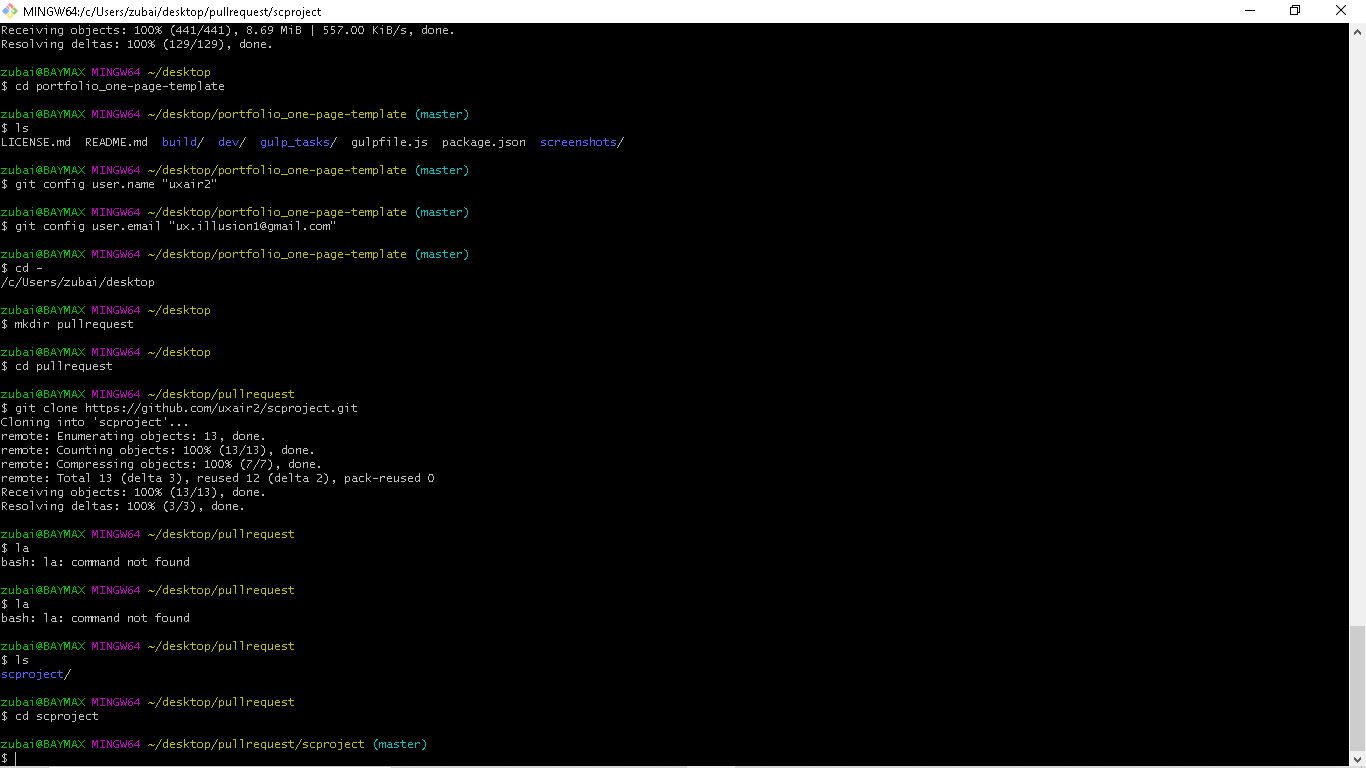 MINGW64:/c/Users/zubai/desktop/pullrequest/scproject
Receiving objects: 100% (441/441), 8.69 MiB | 557.00 KiB/s, done.
Resolving deltas: 100% (129/129), done.
zubai@BAYMAX MINGW64 ~/desktop
$ cd portfolio_one-page-template
zubai@BAYMAX MINGW64 ~/desktop/portfolio_one-page-template (master)
$ ls
LICENSE.md  README.md  build/  dev/  gulp_tasks/  gulpfile.js  package.json  screenshots/
zubai@BAYMAX MINGW64 ~/desktop/portfolio_one-page-template (master)
$ git config user.name "uxair2"
zubai@BAYMAX MINGW64 ~/desktop/portfolio_one-page-template (master)
$ git config user.email "ux.illusion1@gmail.com"
zubai@BAYMAX MINGW64 ~/desktop/portfolio_one-page-template (master)
$ cd -
/c/Users/zubai/desktop
zubai@BAYMAX MINGW64 ~/desktop
$ mkdir pullrequest
zubai@BAYMAX MINGW64 ~/desktop
$ cd pullrequest
zubai@BAYMAX MINGW64 ~/desktop/pullrequest
$ git clone https://github.com/uxair2/scproject.git
Cloning into 'scproject'...
remote: Enumerating objects: 13, done.
remote: Counting objects: 100% (13/13), done.
remote: Compressing objects: 100% (7/7), done.
remote: Total 13 (delta 3), reused 12 (delta 2), pack-reused 0
Receiving objects: 100% (13/13), done.
Resolving deltas: 100% (3/3), done.
zubai@BAYMAX MINGW64 ~/desktop/pullrequest
$ la
bash: la: command not found
zubai@BAYMAX MINGW64 ~/desktop/pullrequest
$ la
bash: la: command not found
zubai@BAYMAX MINGW64 ~/desktop/pullrequest
$ ls
scproject/
zubai@BAYMAX MINGW64 ~/desktop/pullrequest
$ cd scproject
zubai@BAYMAX MINGW64 ~/desktop/pullrequest/scproject (master)
$